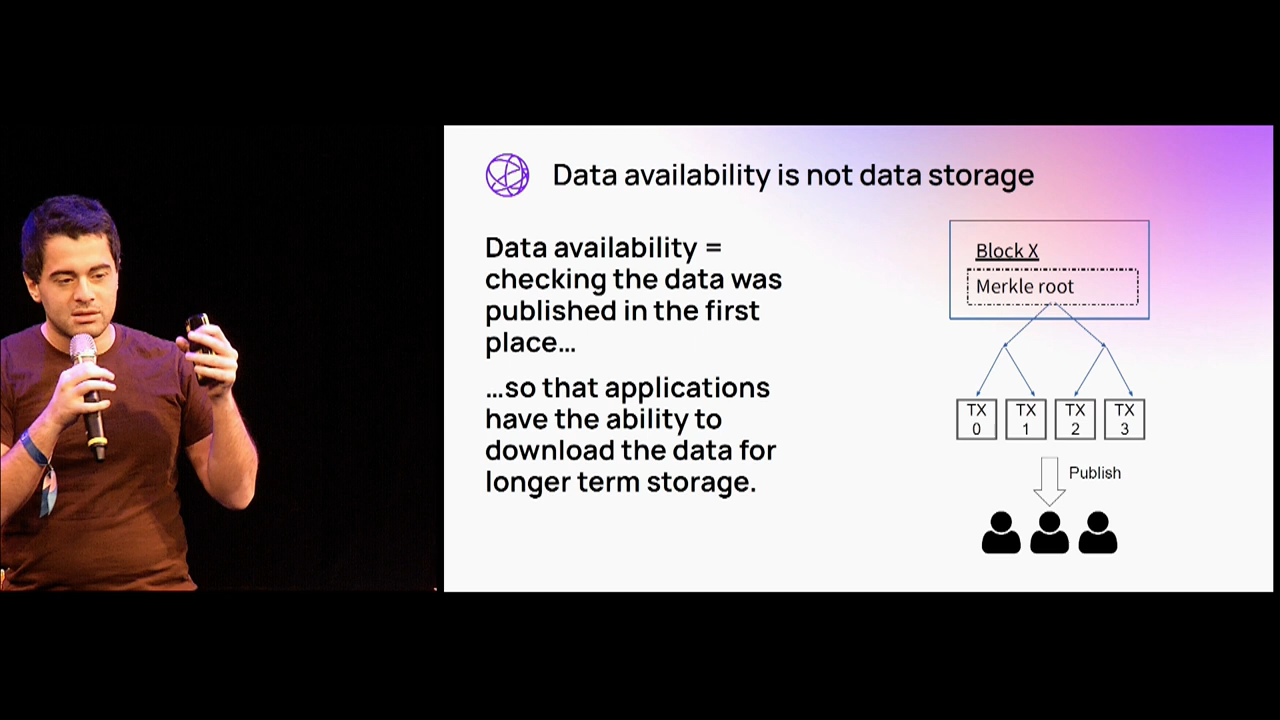 Data availability is not data storage
Data availability =
checking the data was
published in the first
place…
…so that applications
have the ability to
download the data for
longer term storage.
Block X
Merkle root
TX
0
TX
1
TX
2
TX
3
Publish